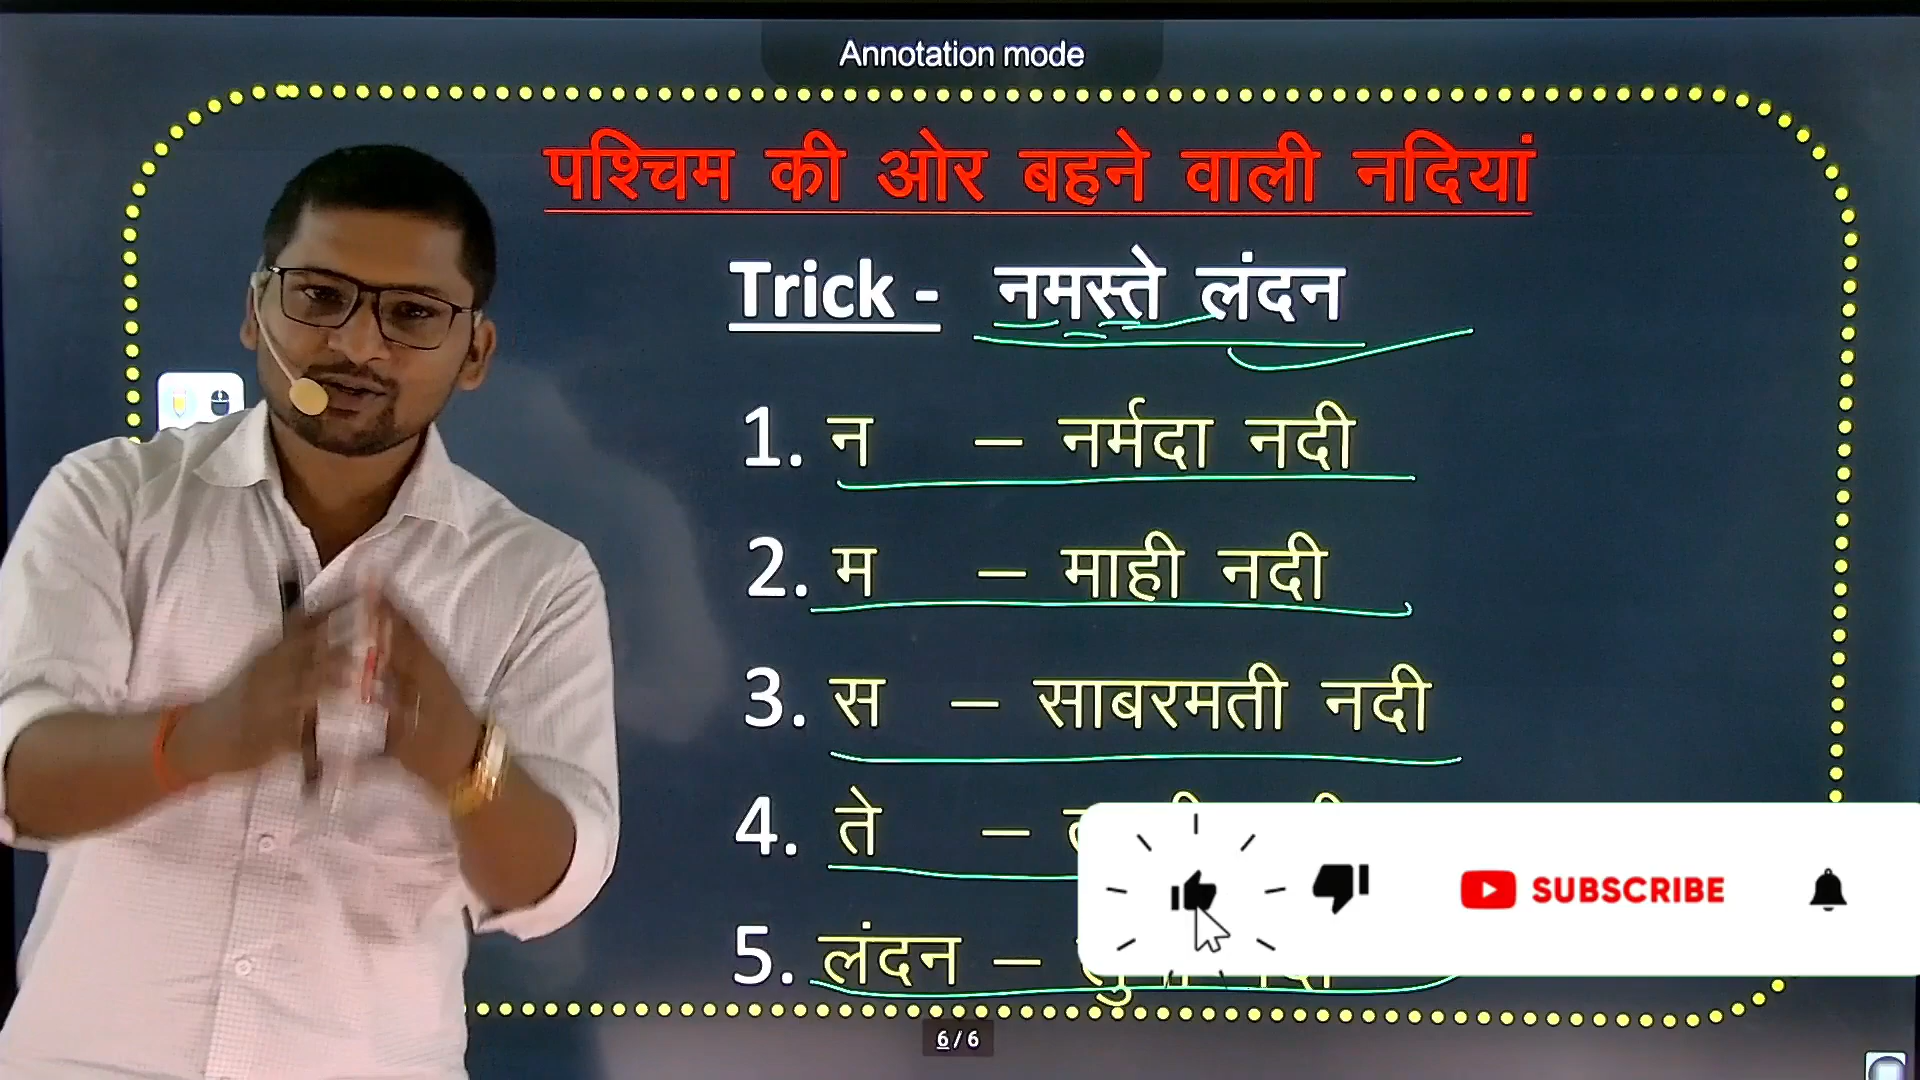 Annotation mode
पश्चिम की ओर बहने वाली नदियां
Trick - नमस्ते लंदन
1. न – नर्मदा नदी
2. म – माही नदी
3. स – साबरमती नदी
4. ते –
5. लंदन –
SUBSCRIBE
6 / 6